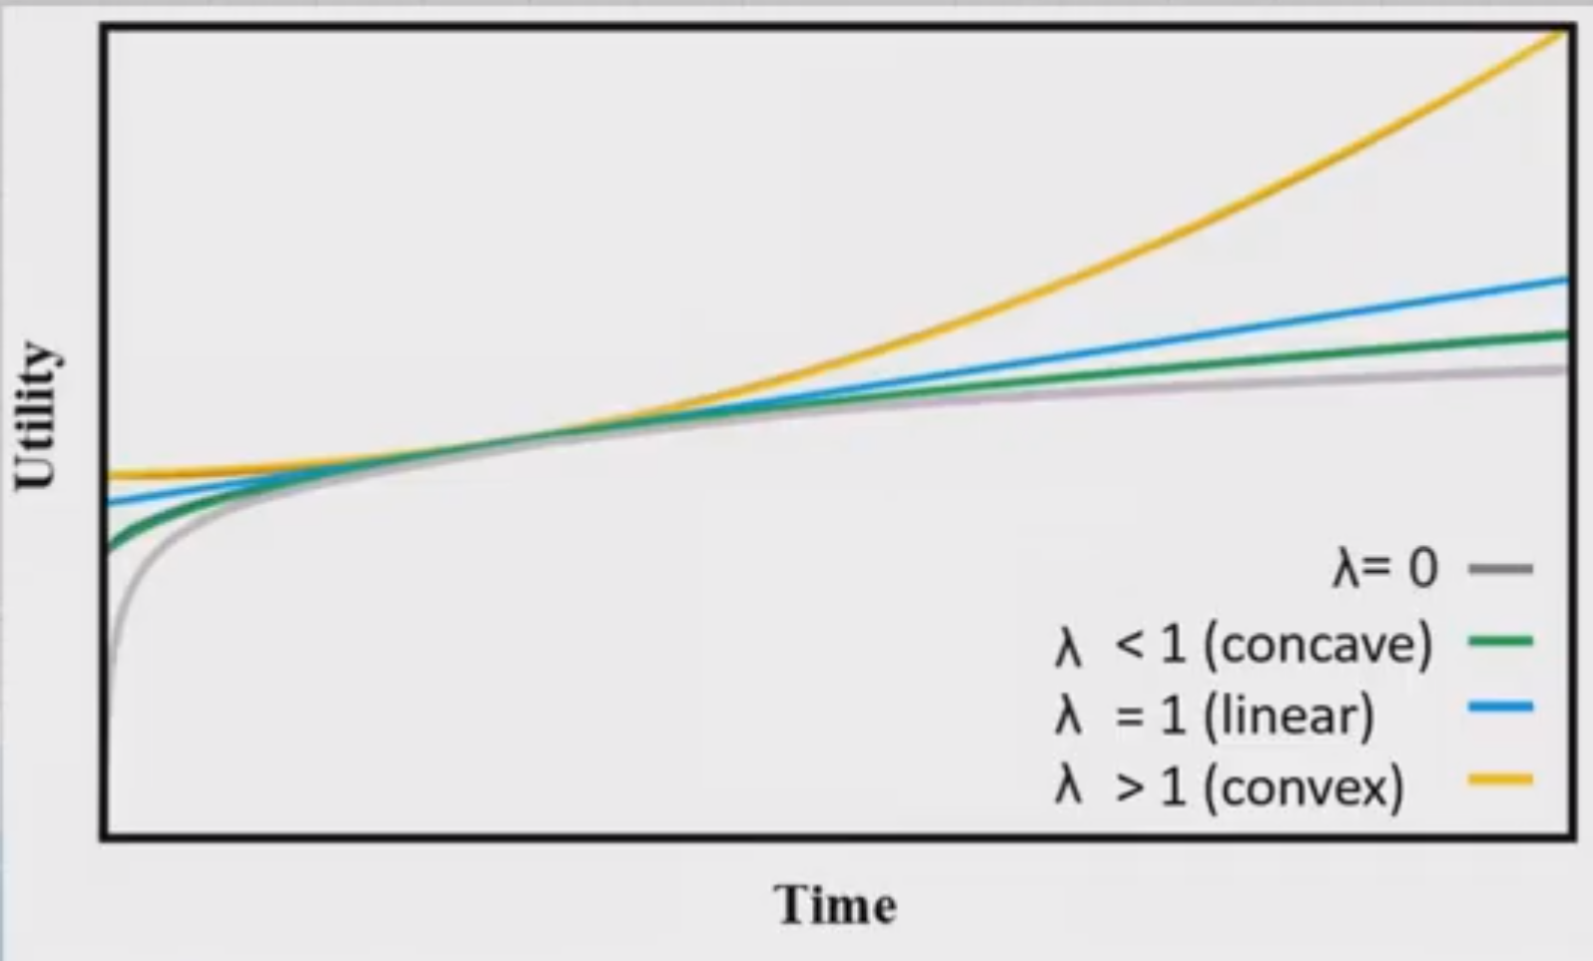 Utility
λ= 0
λ < 1 (concave)
λ = 1 (linear)
λ > 1 (convex)
Time